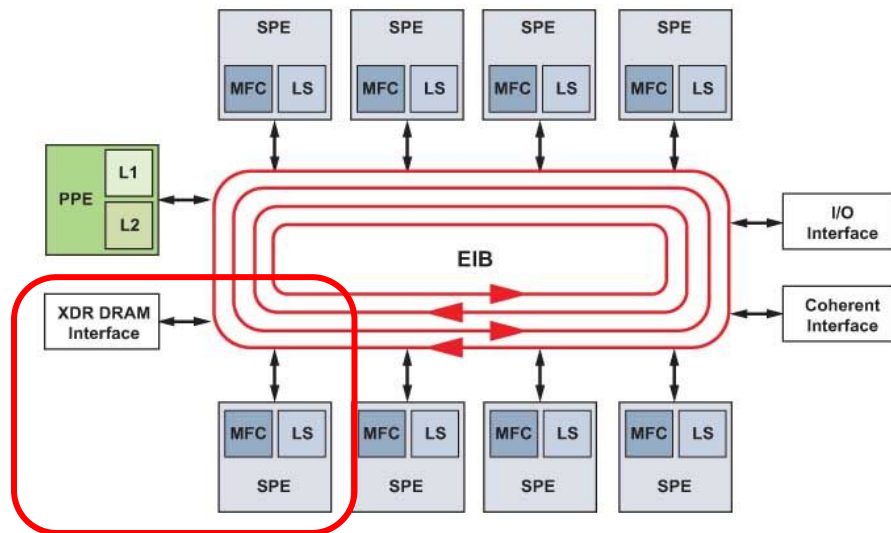 SPE
SPE
SPE
SPE
MFC LS
MFC LS
MFC LS
MFC LS
PPE
L1
L2
EIB
I/O
Interface
XDR DRAM
Interface
Coherent
Interface
MFC LS
MFC LS
MFC LS
MFC LS
SPE
SPE
SPE
SPE